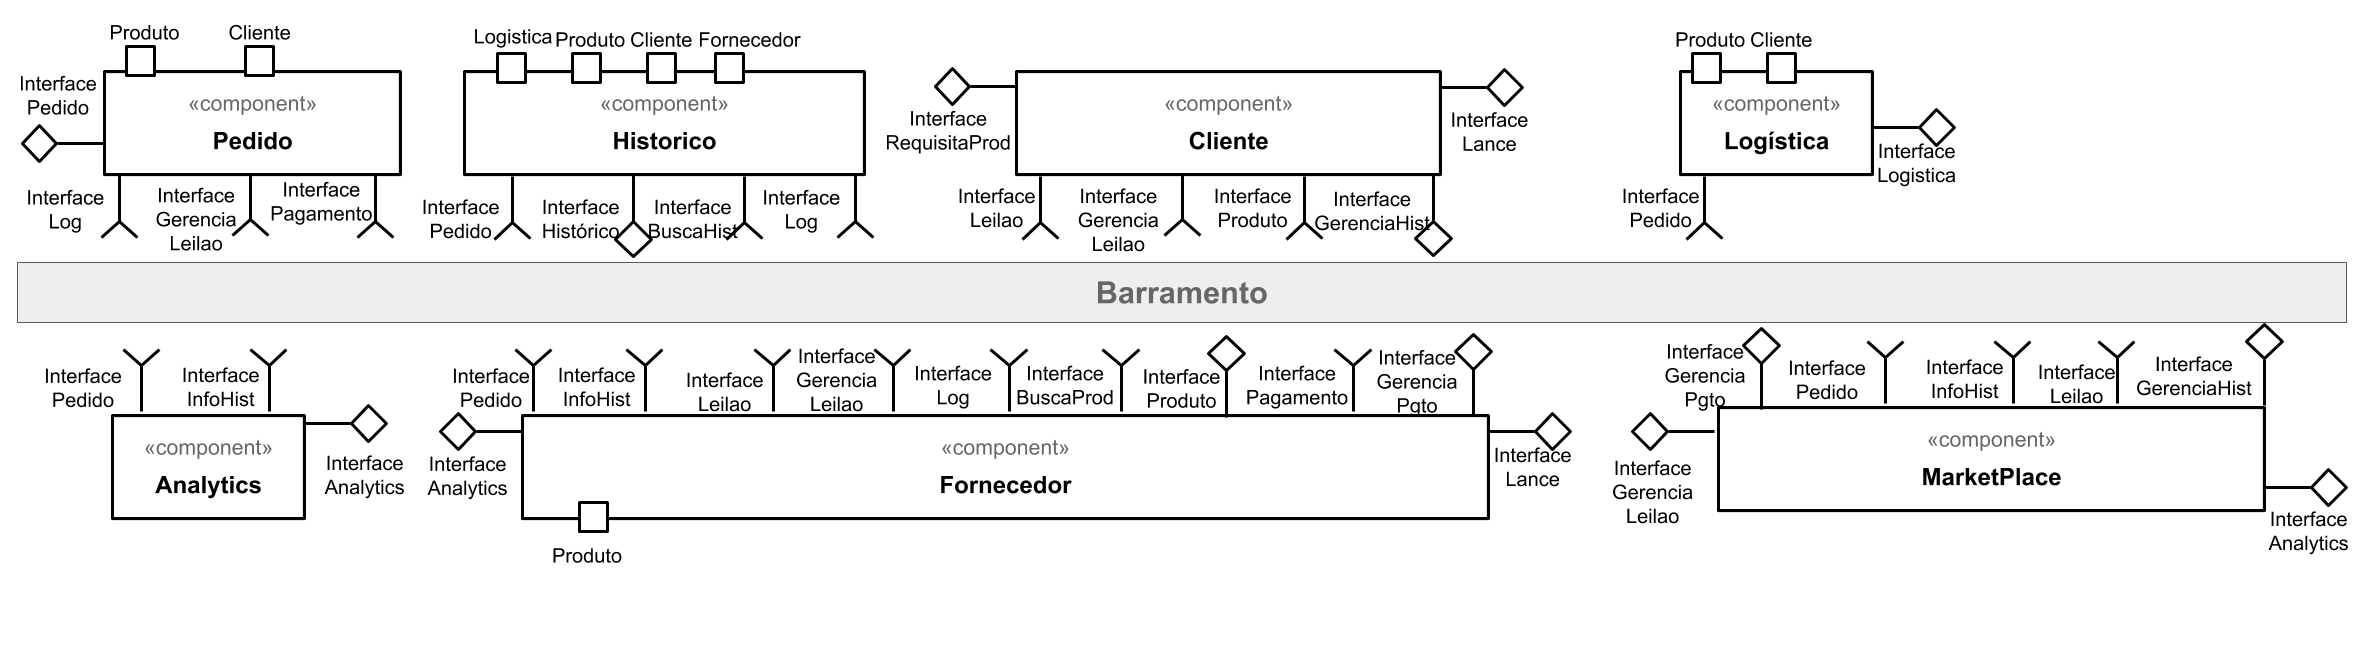 Produto
Cliente
Interface
Pedido
«component»
Pedido
Interface
Log
Interface
Gerencia
Leilao
Interface
Pagamento
Logistica
Produto
Cliente
Fornecedor
«component»
Historico
Interface
Pedido
Interface
Histórico
Interface
BuscaHist
Interface
Log
Interface
RequisitaProd
«component»
Cliente
Interface
Lance
Interface
Leilao
Interface
Gerencia
Leilao
Interface
Produto
Interface
GerenciaHist
Produto
Cliente
«component»
Logística
Interface
Logistica
Interface
Pedido
Barramento
Interface
Pedido
Interface
InfoHist
«component»
Analytics
Interface
Analytics
Interface
Pedido
Interface
InfoHist
Interface
Leilao
Interface
Gerencia
Leilao
Interface
Log
Interface
BuscaProd
Interface
Produto
Interface
Pagamento
Interface
Gerencia
Pgto
Interface
Analytics
«component»
Fornecedor
Interface
Lance
Produto
Interface
Gerencia
Pgto
Interface
Pedido
Interface
InfoHist
Interface
Leilao
Interface
GerenciaHist
Interface
Gerencia
Leilao
«component»
MarketPlace
Interface
Analytics